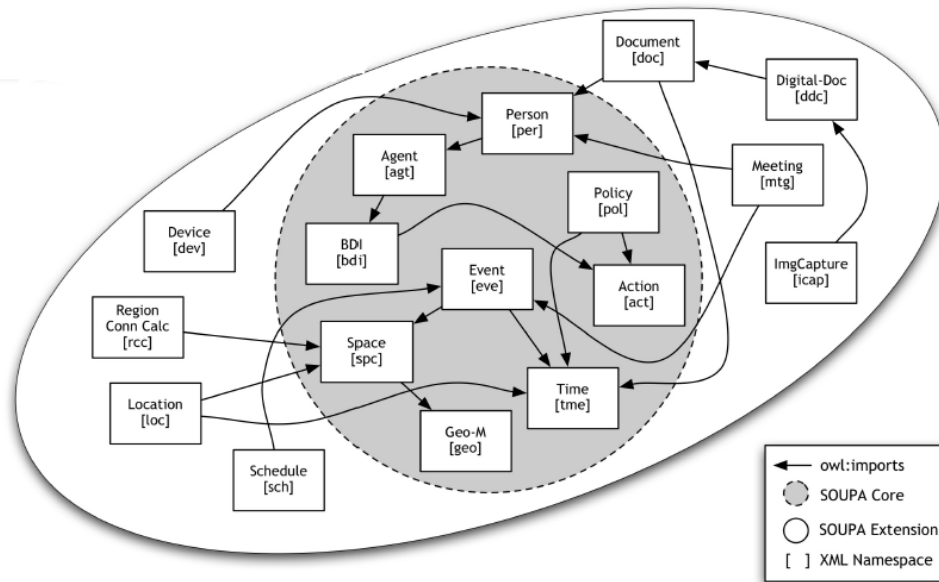 Document
[doc]
Digital-Doc
[ddc]
Person
[per]
Agent
[agt]
Meeting
[mtg]
Policy
[pol]
Device
[dev]
BDI
[bdi]
Event
[eve]
Action
[act]
ImgCapture
[icap]
Region
Conn Calc
[rcc]
Space
[spc]
Time
[tme]
Location
[loc]
Geo-M
[geo]
Schedule
[sch]
owl:imports
SOUPA Core
SOUPA Extension
[ ] XML Namespace